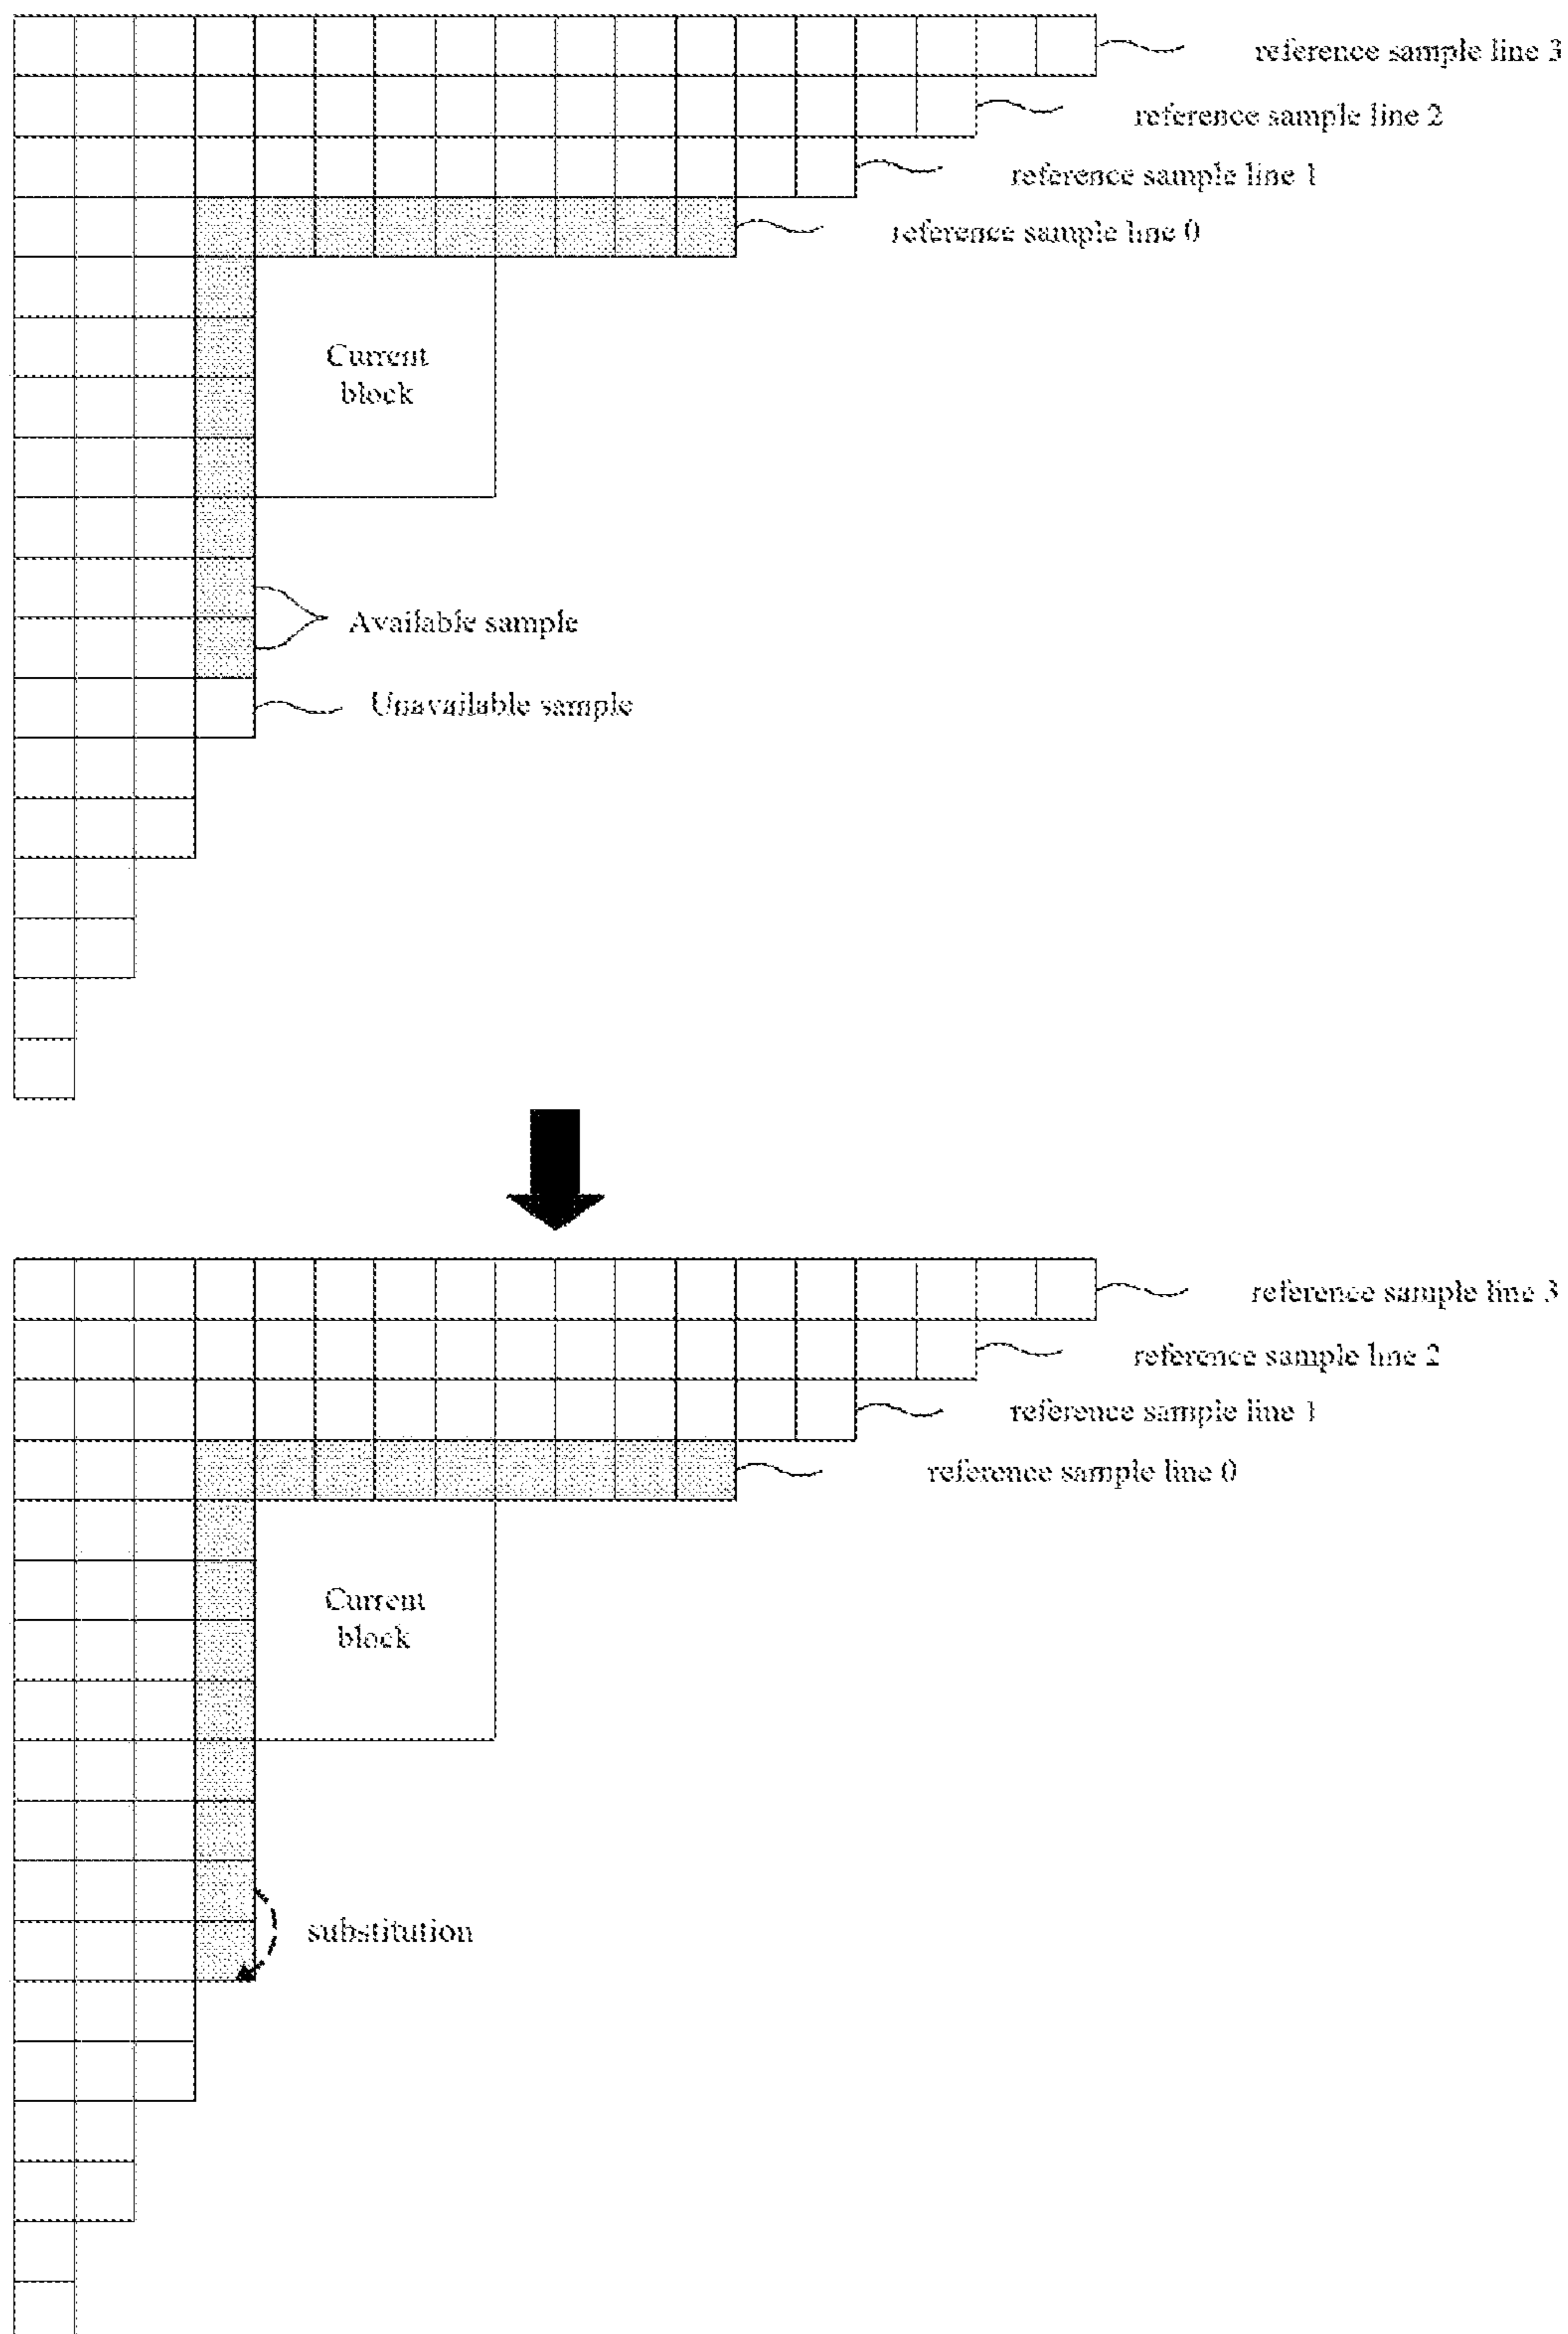 reference sample line 3
reference sample line 2
reference sample line 1
reference sample line 0
Current
block
Available sample
Unavailable sample
reference sample line 3
reference sample line 2
reference sample line 1
reference sample line 0
Current
block
substitution